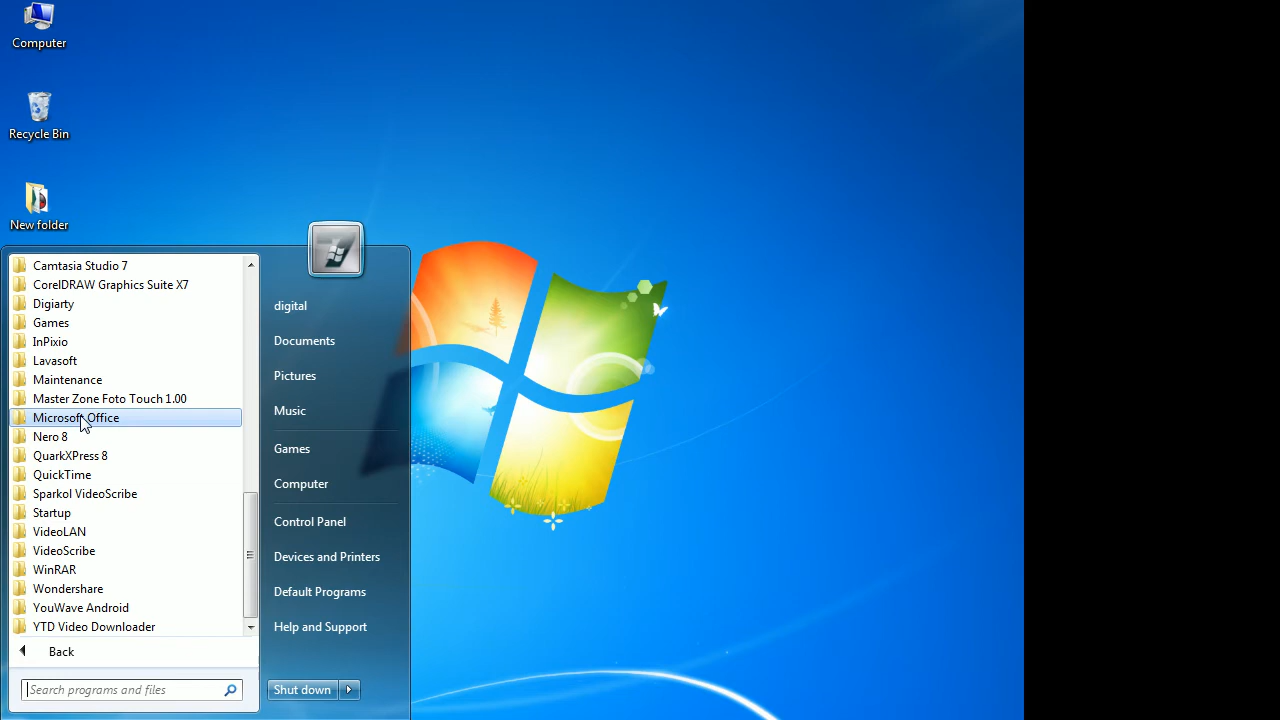 Computer
Recycle Bin
New folder
Camtasia Studio 7
CorelDRAW Graphics Suite X7
Digiarty
Games
InPixio
Lavasoft
Maintenance
Master Zone Foto Touch 1.00
Microsoft Office
Nero 8
QuarkXPress 8
QuickTime
Sparkol VideoScribe
Startup
VideoLAN
VideoScribe
WinRAR
Wondershare
YouWave Android
YTD Video Downloader
Back
Search programs and files
digital
Documents
Pictures
Music
Games
Computer
Control Panel
Devices and Printers
Default Programs
Help and Support
Shut down